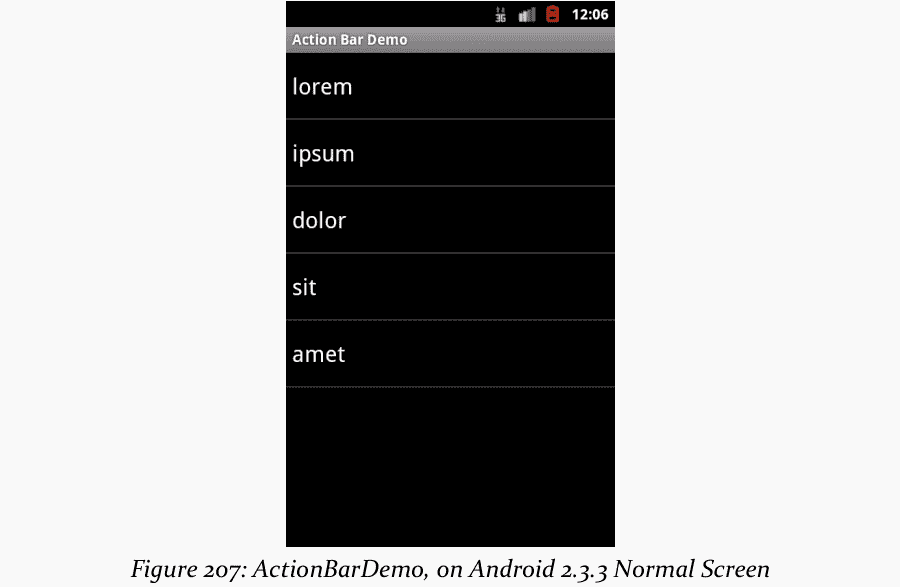 3G 12:06
Action Bar Demo
lorem
ipsum
dolor
sit
amet
Figure 207: ActionBarDemo, on Android 2.3.3 Normal Screen